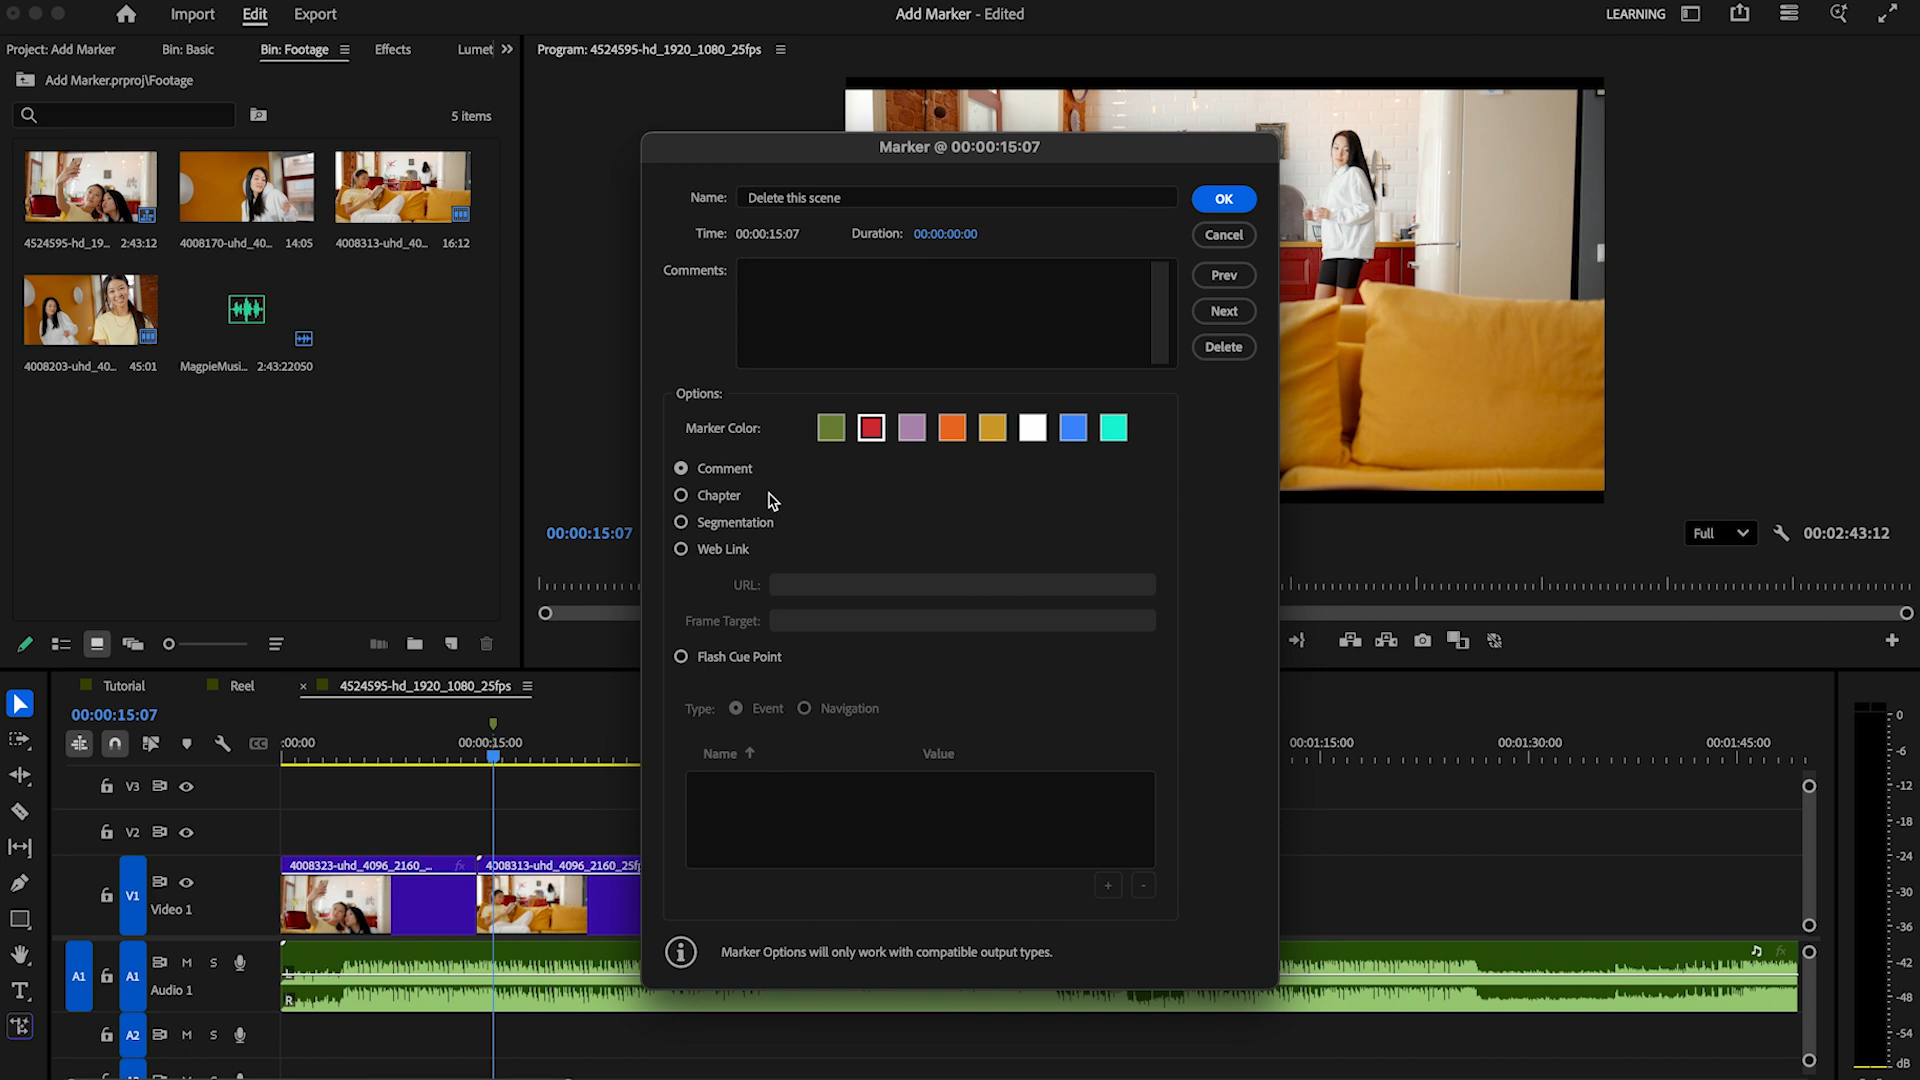 Import Edit Export
Add Marker - Edited
LEARNING
Project: Add Marker Bin: Basic Bin: Footage Effects Lumet
Program: 4524595-hd_1920_1080_25fps
Add Marker.prproj\Footage
5 items
4524595-hd_19... 2:43:12
4008170-uhd_40... 14:05
4008313-uhd_40... 16:12
4008203-uhd_40... 45:01
MagpieMusi... 2:43:22050
Marker @ 00:00:15:07
Name: Delete this scene
OK
Time: 00:00:15:07 Duration: 00:00:00:00
Cancel
Comments:
Prev
Next
Delete
Options:
Marker Color:
Comment
Chapter
Segmentation
Web Link
URL:
Frame Target:
Flash Cue Point
Type: Event Navigation
Name Value
+ -
Marker Options will only work with compatible output types.
00:00:15:07
Full
00:02:43:12
Tutorial Reel × 4524595-hd_1920_1080_25fps
00:00:15:07
CC
:00:00 00:00:15:00 00:01:15:00 00:01:30:00 00:01:45:00
V3
V2
4008323-uhd_4096_2160_... fx
4008313-uhd_4096_2160_25f
V1
Video 1
A1 A1 M S
Audio 1
L
R
fx
A2 M S
T
0
-6
-12
-18
-24
-30
-36
-42
-48
-54
dB